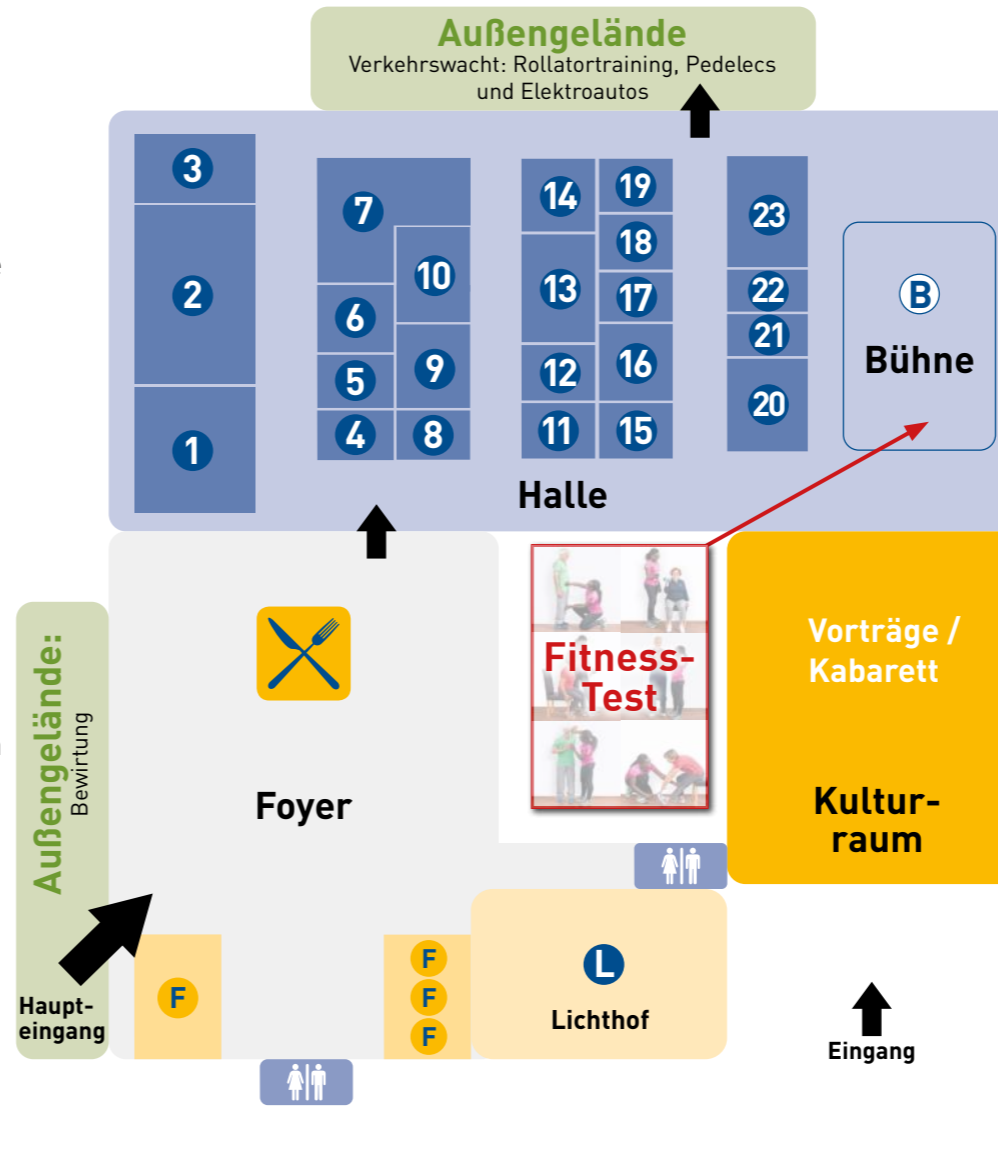 Außengelände
Verkehrswacht: Rollatortraining, Pedelecs
und Elektroautos
3
2
1
7
10
6
5
9
4
8
14
19
18
13
17
12
16
11
15
23
22
21
20
B
Bühne
Halle
Fitness-
Test
Vorträge /
Kabarett
Kultur-
raum
Außengelände:
Bewirtung
Foyer
Haupt-
eingang
F
F
F
F
L
Lichthof
Eingang